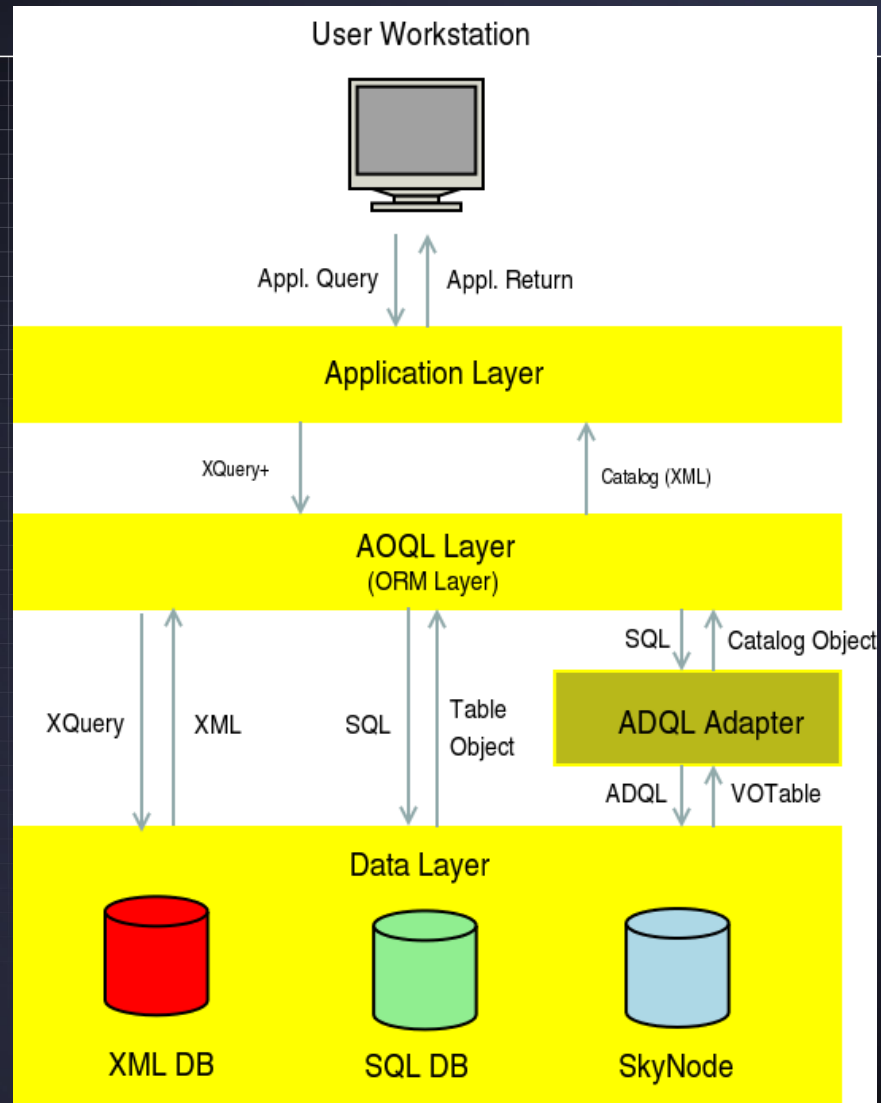 User Workstation
Appl. Query
Appl. Return
Application Layer
XQuery+
Catalog (XML)
AOQL Layer
(ORM Layer)
SQL
Catalog Object
XQuery
XML
SQL
Table
Object
ADQL Adapter
ADQL
VOTable
Data Layer
XML DB
SQL DB
SkyNode